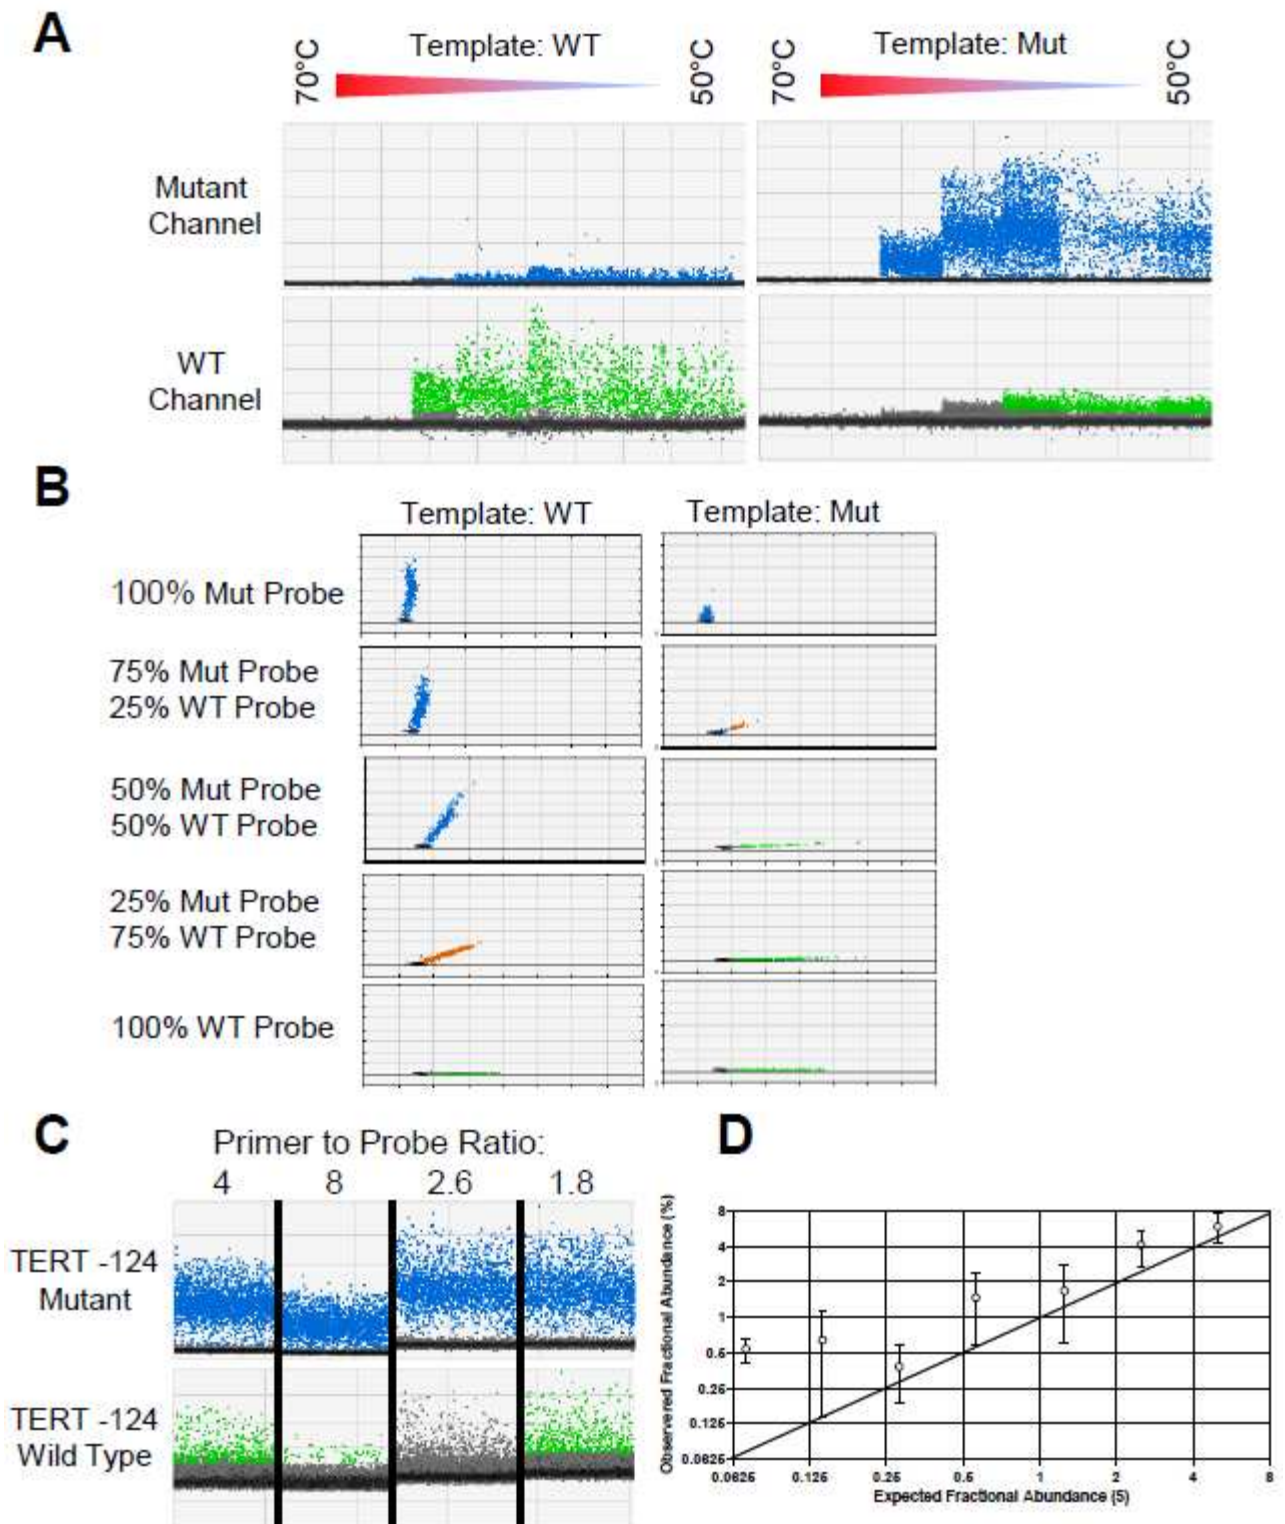 A
Template: WT
Template: Mut
70°C
50°C
70°C
50°C
Mutant
Channel
WT
Channel
B
Template: WT
Template: Mut
100% Mut Probe
75% Mut Probe
25% WT Probe
50% Mut Probe
50% WT Probe
25% Mut Probe
75% WT Probe
100% WT Probe
C
Primer to Probe Ratio:
4 8 2.6 1.8
TERT -124
Mutant
TERT -124
Wild Type
D
Observered Fractional Abundance (%)
8
4
2
1
0.5
0.25
0.125
0.0625
0.0625 0.125 0.25 0.5 1 2 4 8
Expected Fractional Abundance (5)